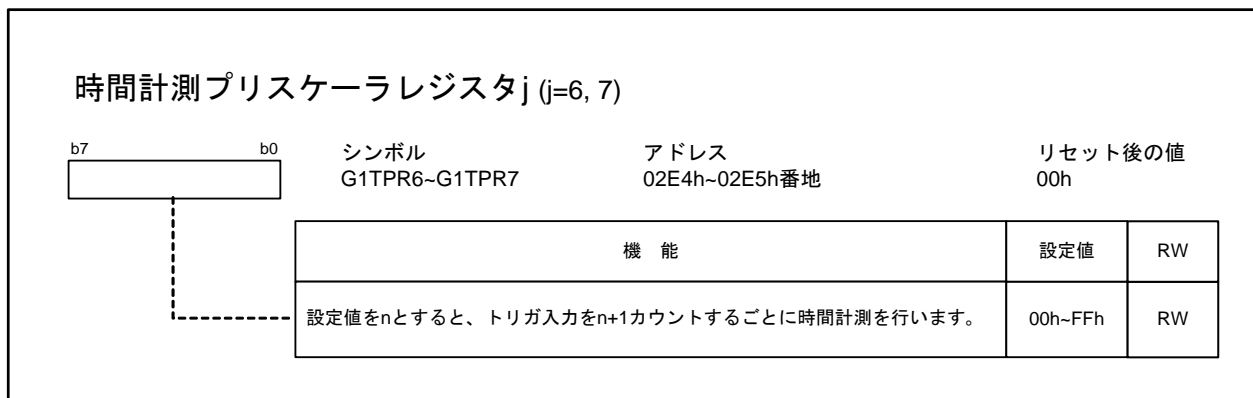 時間計測プリスケーラレジスタj (j=6, 7)
b7 b0 シンボル アドレス リセット後の値
G1TPR6~G1TPR7 02E4h~02E5h番地 00h
機 能 設定値 RW
設定値をnとすると、トリガ入力をn+1カウントするごとに時間計測を行います。 00h~FFh RW